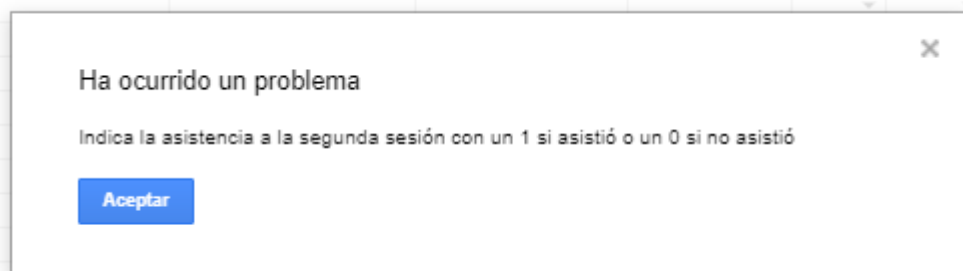 Ha ocurrido un problema
Indica la asistencia a la segunda sesión con un 1 si asistió o un 0 si no asistió
Aceptar